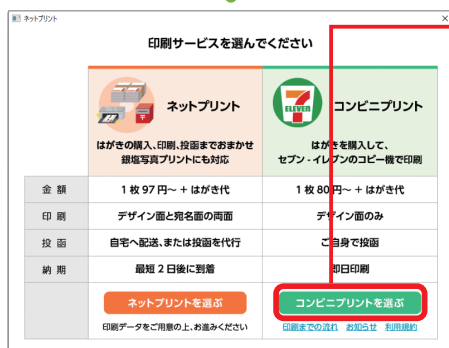 ネットプリント
印刷サービスを選んでください
ネットプリント
コンビニプリント
はがきの購入、印刷、投函までおまかせ
銀塩写真プリントにも対応
はがきを購入して、
セブン-イレブンのコピー機で印刷
金額 1枚97円~+はがき代 1枚80円~+はがき代
印刷 デザイン面と宛名面の両面 デザイン面のみ
投函 自宅へ配送、または投函を代行 ご自身で投函
納期 最短2日後に到着 即日印刷
ネットプリントを選ぶ コンビニプリントを選ぶ
印刷データをご用意の上、お進みください 印刷までの流れ お知らせ 利用規約
ELEVEN